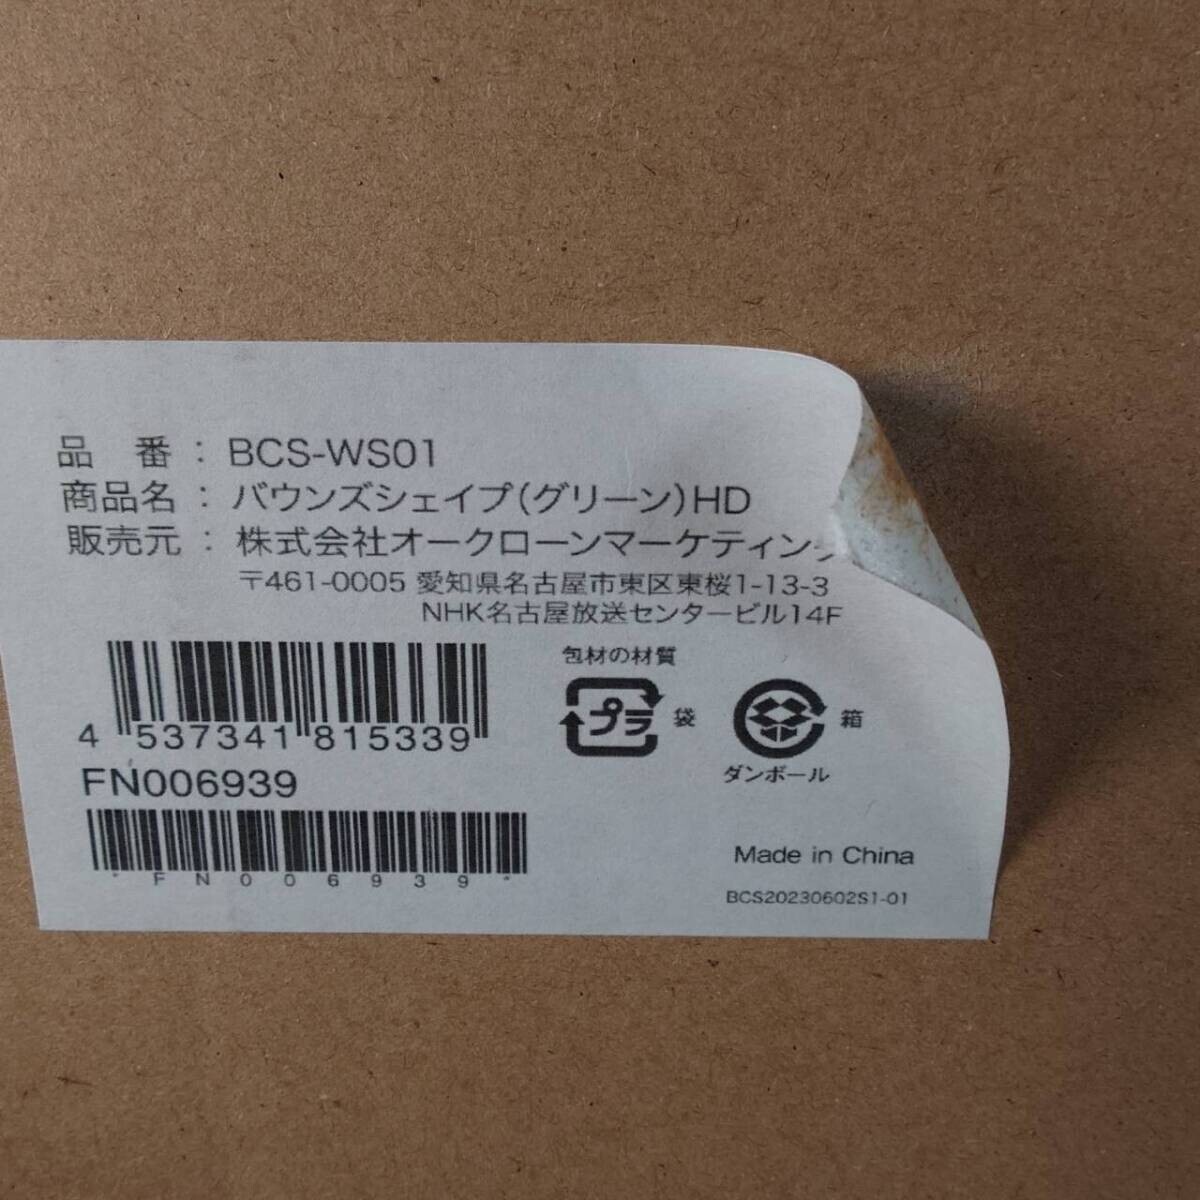 品 番 : BCS-WS01
商品名 : バウンズシェイプ(グリーン)HD
販売元 : 株式会社オークローンマーケティング
〒461-0005 愛知県名古屋市東区東桜1-13-3
NHK名古屋放送センタービル14F
包材の材質
プラ 袋
箱
ダンボール
4 537341 815339
FN006939
*FN006939*
Made in China
BCS20230602S1-01